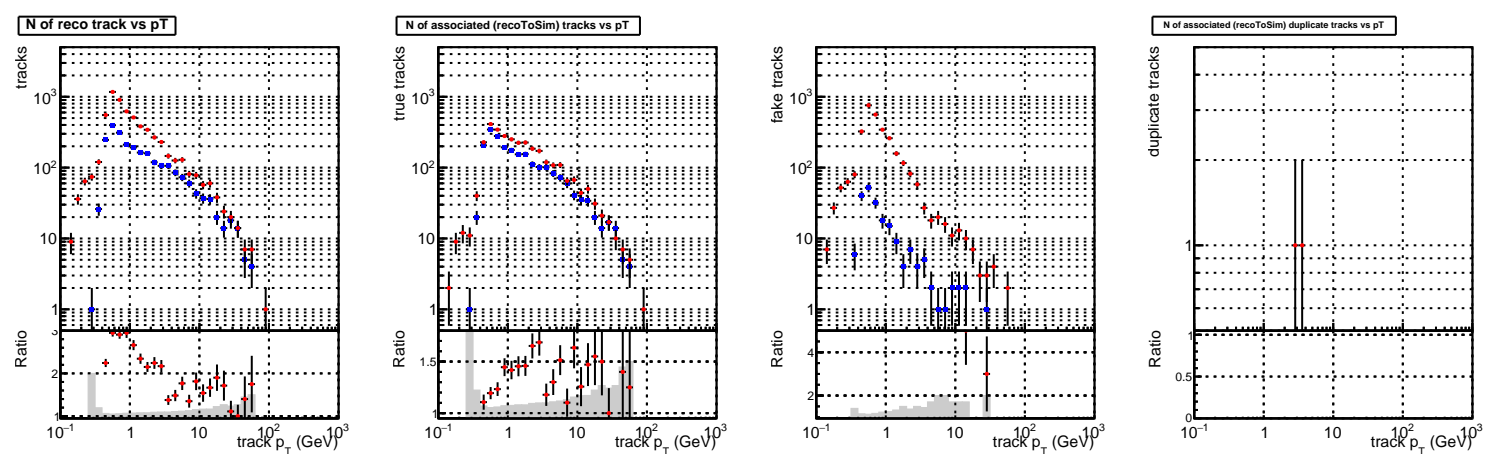 N of reco track vs pT
tracks
10³
10²
10
1
Ratio
3
2
1
10⁻¹ 1 10 10² 10³
track p_T (GeV)
N of associated (recoToSim) tracks vs pT
true tracks
10³
10²
10
1
Ratio
1.5
1
10⁻¹ 1 10 10² 10³
track p_T (GeV)
fake tracks
10³
10²
10
1
Ratio
4
2
10⁻¹ 1 10 10² 10³
track p_T (GeV)
N of associated (recoToSim) duplicate tracks vs pT
duplicate tracks
1
Ratio
1
0.5
0
10⁻¹ 1 10 10² 10³
track p_T (GeV)